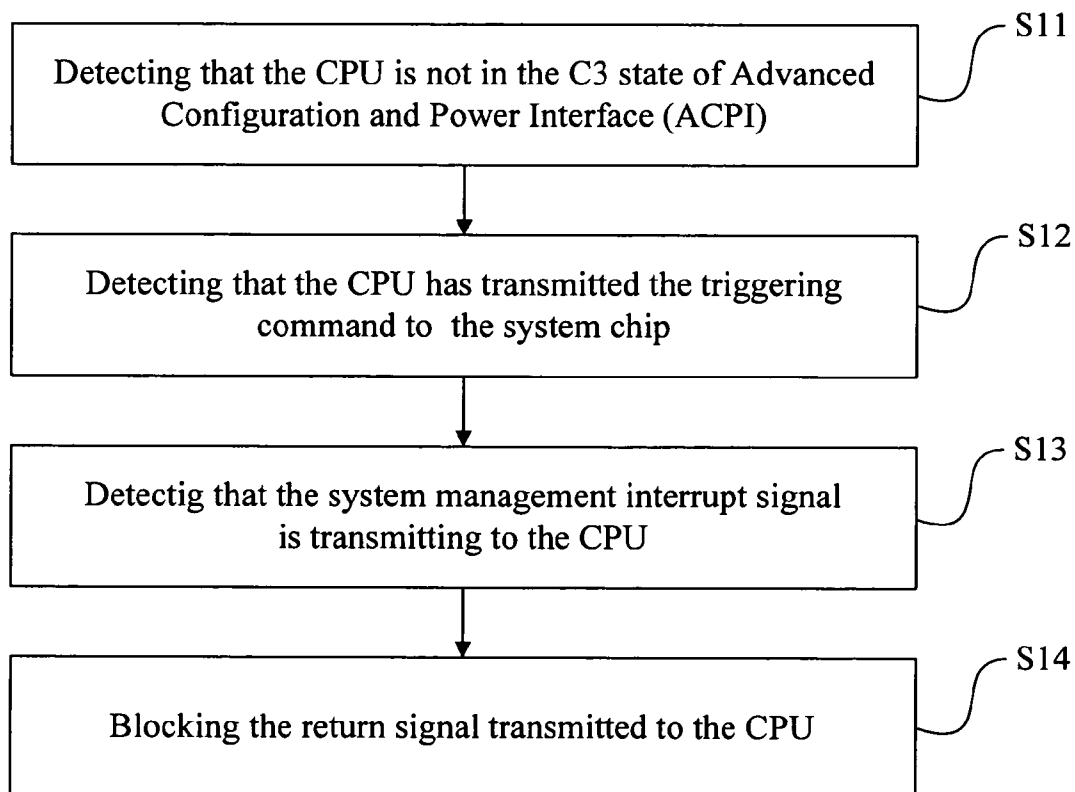 S11
Detecting that the CPU is not in the C3 state of Advanced
Configuration and Power Interface (ACPI)
S12
Detecting that the CPU has transmitted the triggering
command to the system chip
S13
Detectig that the system management interrupt signal
is transmitting to the CPU
S14
Blocking the return signal transmitted to the CPU